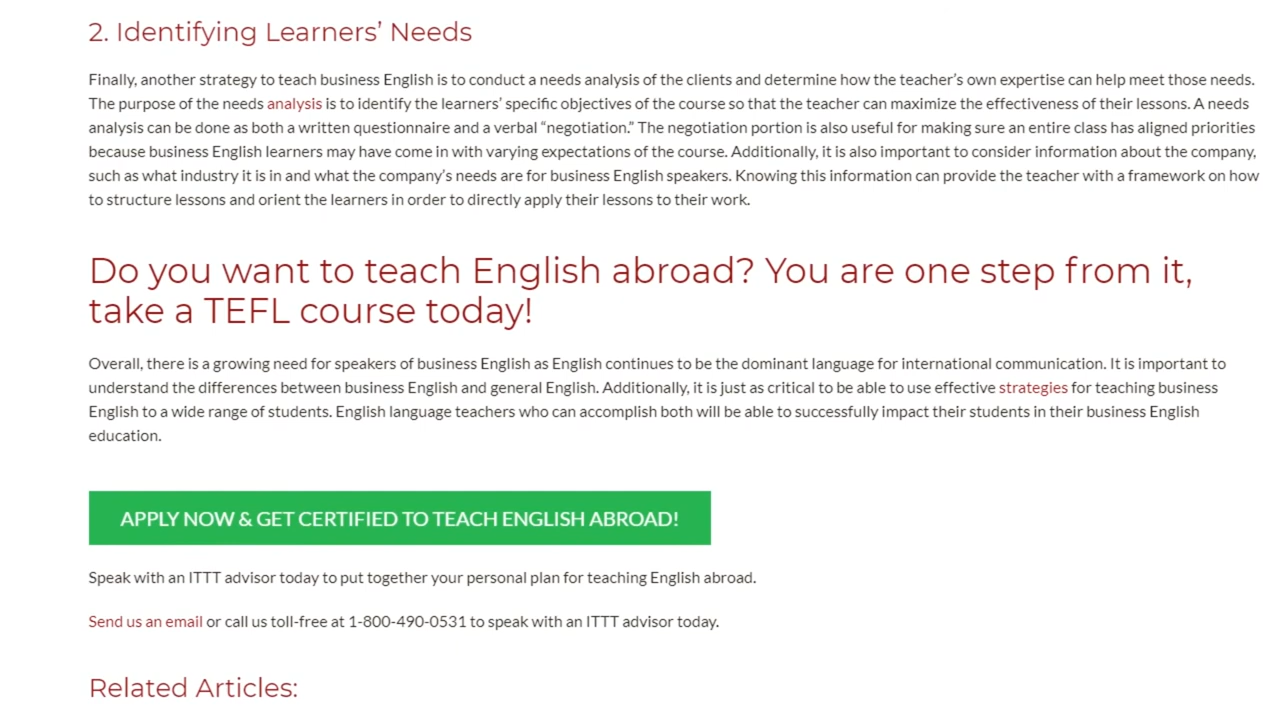 2. Identifying Learners’ Needs
Finally, another strategy to teach business English is to conduct a needs analysis of the clients and determine how the teacher’s own expertise can help meet those needs.
The purpose of the needs analysis is to identify the learners’ specific objectives of the course so that the teacher can maximize the effectiveness of their lessons. A needs
analysis can be done as both a written questionnaire and a verbal “negotiation.” The negotiation portion is also useful for making sure an entire class has aligned priorities
because business English learners may have come in with varying expectations of the course. Additionally, it is also important to consider information about the company,
such as what industry it is in and what the company’s needs are for business English speakers. Knowing this information can provide the teacher with a framework on how
to structure lessons and orient the learners in order to directly apply their lessons to their work.
Do you want to teach English abroad? You are one step from it,
take a TEFL course today!
Overall, there is a growing need for speakers of business English as English continues to be the dominant language for international communication. It is important to
understand the differences between business English and general English. Additionally, it is just as critical to be able to use effective strategies for teaching business
English to a wide range of students. English language teachers who can accomplish both will be able to successfully impact their students in their business English
education.
APPLY NOW & GET CERTIFIED TO TEACH ENGLISH ABROAD!
Speak with an ITTT advisor today to put together your personal plan for teaching English abroad.
Send us an email or call us toll-free at 1-800-490-0531 to speak with an ITTT advisor today.
Related Articles: